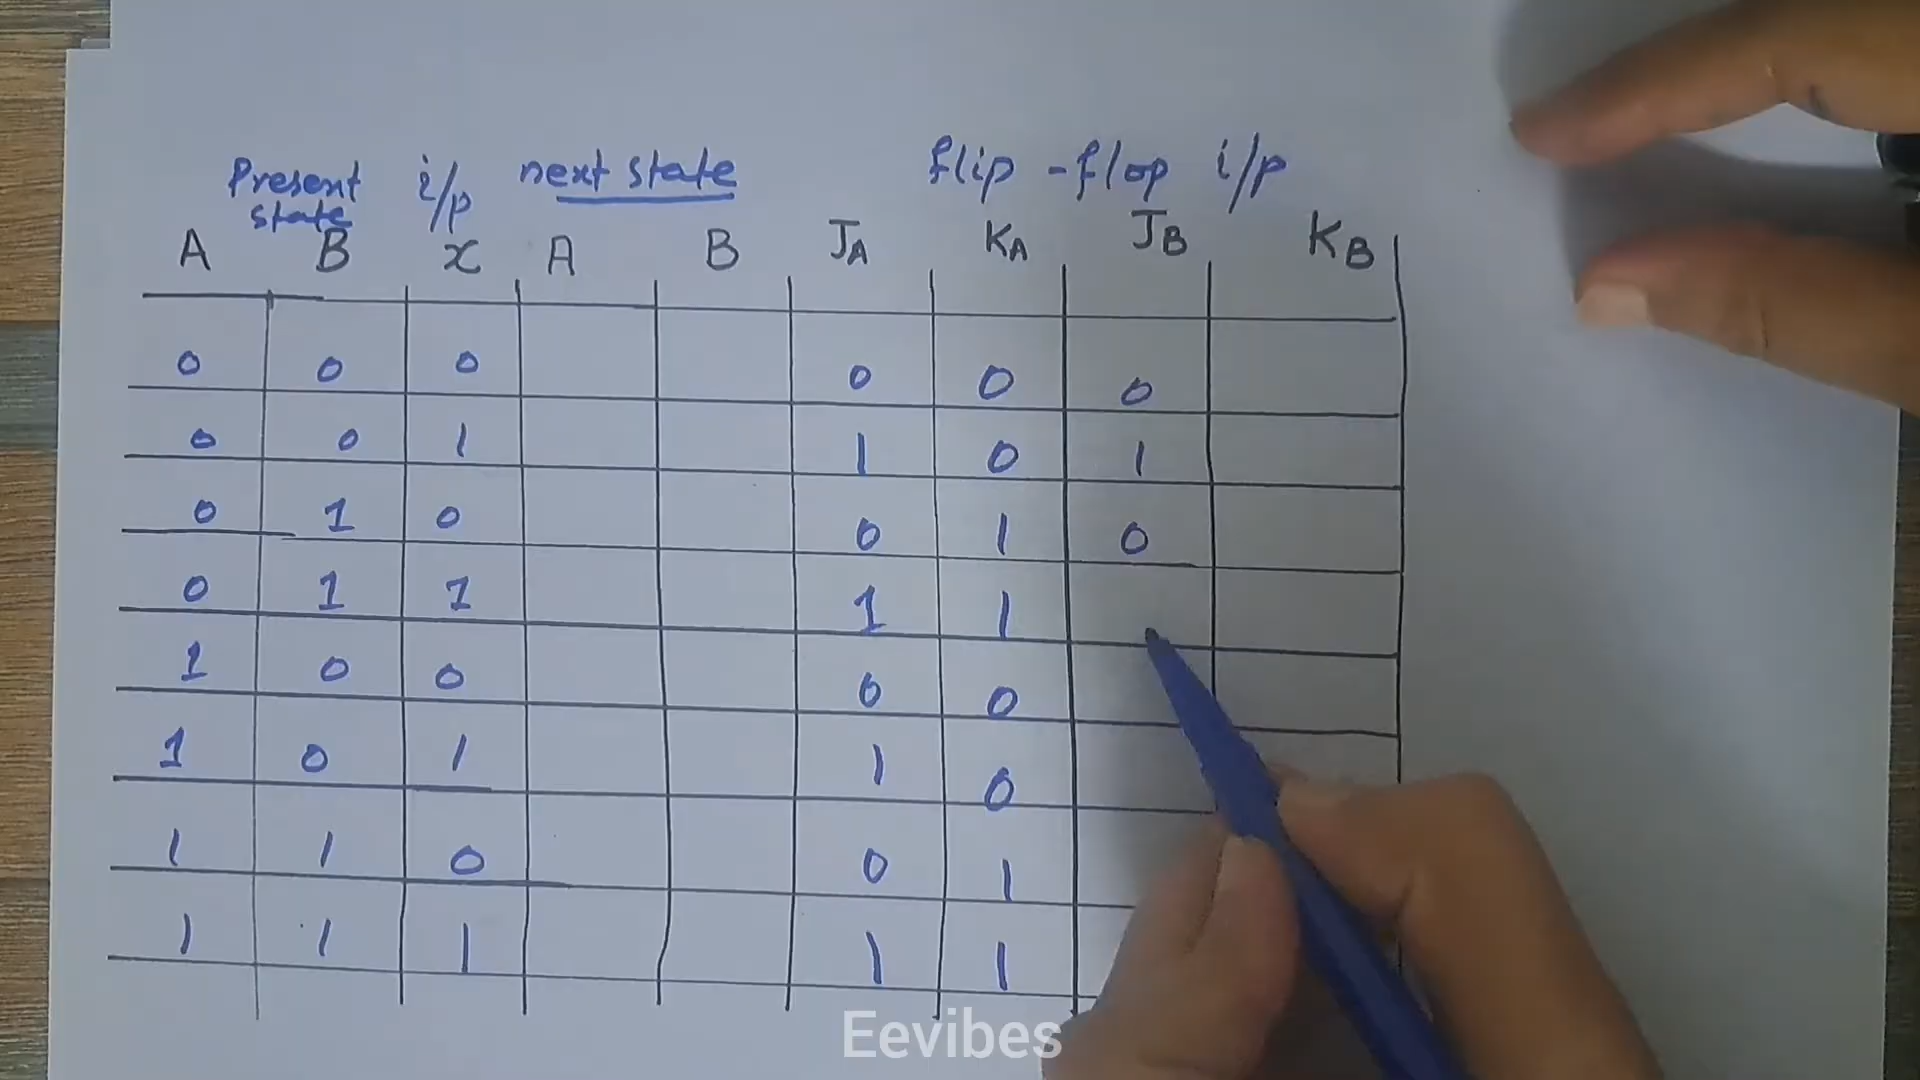 Present i/p next state flip-flop i/p
state
A B x A B JA KA JB KB
0 0 0 0 0 0
0 0 1 1 0 1
0 1 0 0 1 0
0 1 1 1 1
1 0 0 0 0
1 0 1 1 0
1 1 0 0 1
1 1 1 1 1
Eevibes